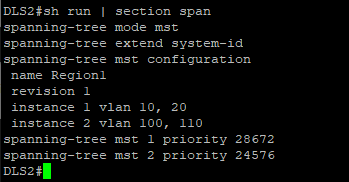 DLS2#sh run | section span
spanning-tree mode mst
spanning-tree extend system-id
spanning-tree mst configuration
 name Region1
 revision 1
 instance 1 vlan 10, 20
 instance 2 vlan 100, 110
spanning-tree mst 1 priority 28672
spanning-tree mst 2 priority 24576
DLS2#